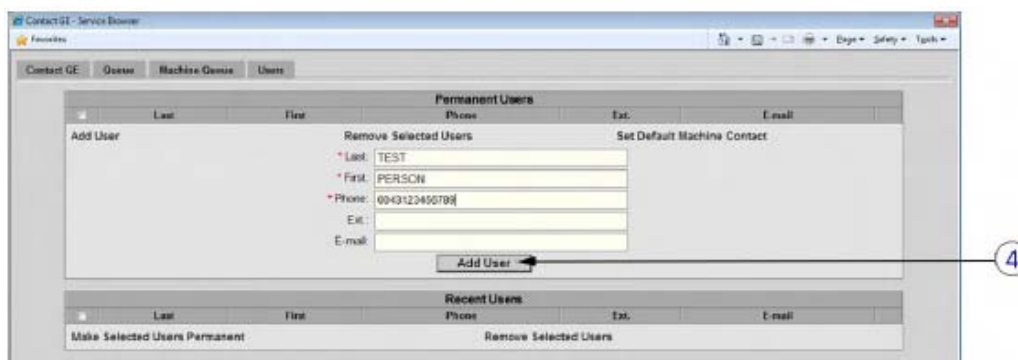 Contact GE - Service Browser
Favorites Page Safety Tools
Contact GE Queue Machine Queue Users
Permanent Users
Last First Phone Ext. E-mail
Add User Remove Selected Users Set Default Machine Contact
* Last: TEST
* First: PERSON
* Phone: 0043123456789
Ext.:
E-mail:
Add User
4
Recent Users
Last First Phone Ext. E-mail
Make Selected Users Permanent Remove Selected Users